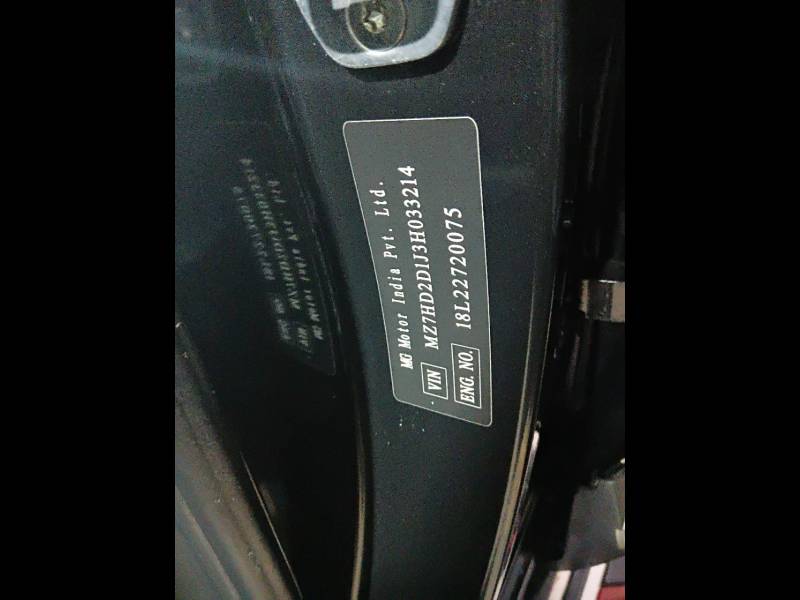 MG Motor India Pvt. Ltd.
VIN MZ7HD2D1J3H033214
ENG. NO. 18L22720075